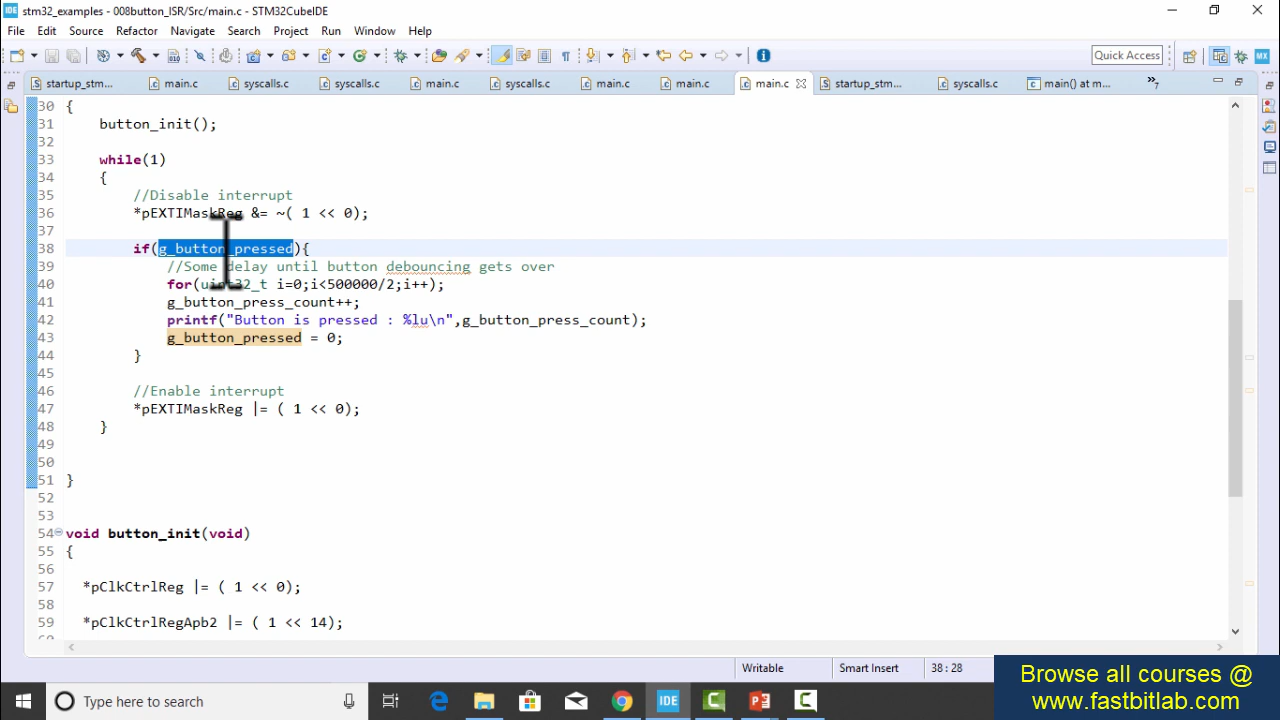 stm32_examples - 008button_ISR/Src/main.c - STM32CubeIDE
File Edit Source Refactor Navigate Search Project Run Window Help
Quick Access
startup_stm... main.c syscalls.c syscalls.c main.c syscalls.c main.c main.c main.c startup_stm... syscalls.c main() at m... 7
30 {
31 button_init();
32
33 while(1)
34 {
35 //Disable interrupt
36 *pEXTIMaskReg &= ~( 1 << 0);
37
38 if(g_button_pressed){
39 //Some delay until button debouncing gets over
40 for(uint32_t i=0;i<500000/2;i++);
41 g_button_press_count++;
42 printf("Button is pressed : %lu\n",g_button_press_count);
43 g_button_pressed = 0;
44 }
45
46 //Enable interrupt
47 *pEXTIMaskReg |= ( 1 << 0);
48 }
49
50
51 }
52
53
54 void button_init(void)
55 {
56
57 *pClkCtrlReg |= ( 1 << 0);
58
59 *pClkCtrlRegApb2 |= ( 1 << 14);
60
Writable Smart Insert 38 : 28
Browse all courses @
www.fastbitlab.com
Type here to search